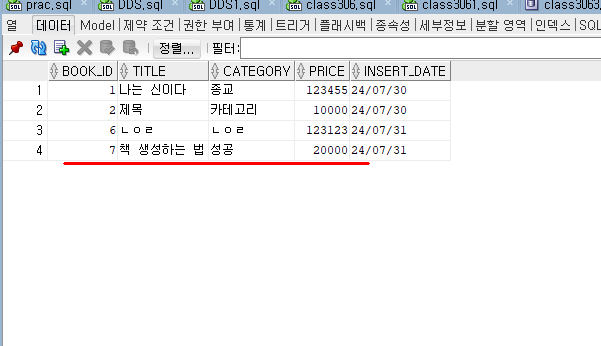 prac,sql DDS,sql DDS1,sql class306,sql class3061,sql class3063,
열 데이터 Model 제약 조건 권한 부여 통계 트리거 플래시백 종속성 세부정보 분할 영역 인덱스 SQL
정렬... 필터:
BOOK_ID TITLE CATEGORY PRICE INSERT_DATE
1 1 나는 신이다 종교 123455 24/07/30
2 2 제목 카테고리 10000 24/07/30
3 6 ㄴㅇㄹ ㄴㅇㄹ 123123 24/07/31
4 7 책 생성하는 법 성공 20000 24/07/31